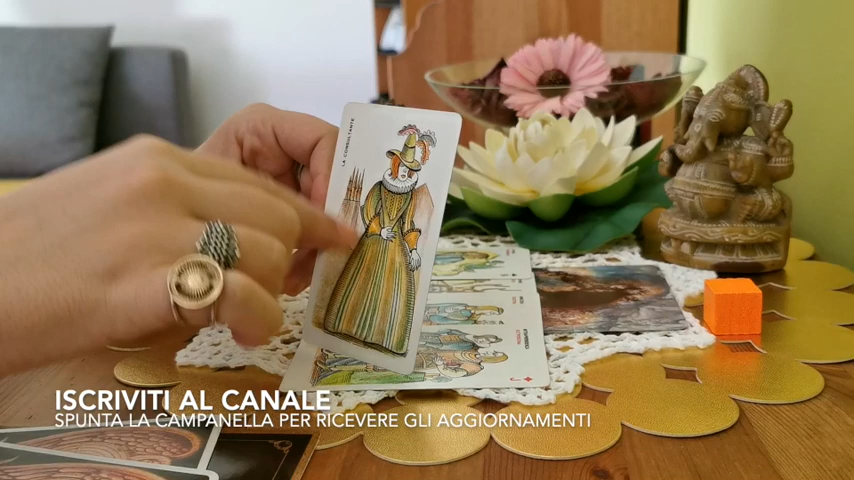 LA CONSULTANTE
ISCRIVITI AL CANALE
SPUNTA LA CAMPANELLA PER RICEVERE GLI AGGIORNAMENTI